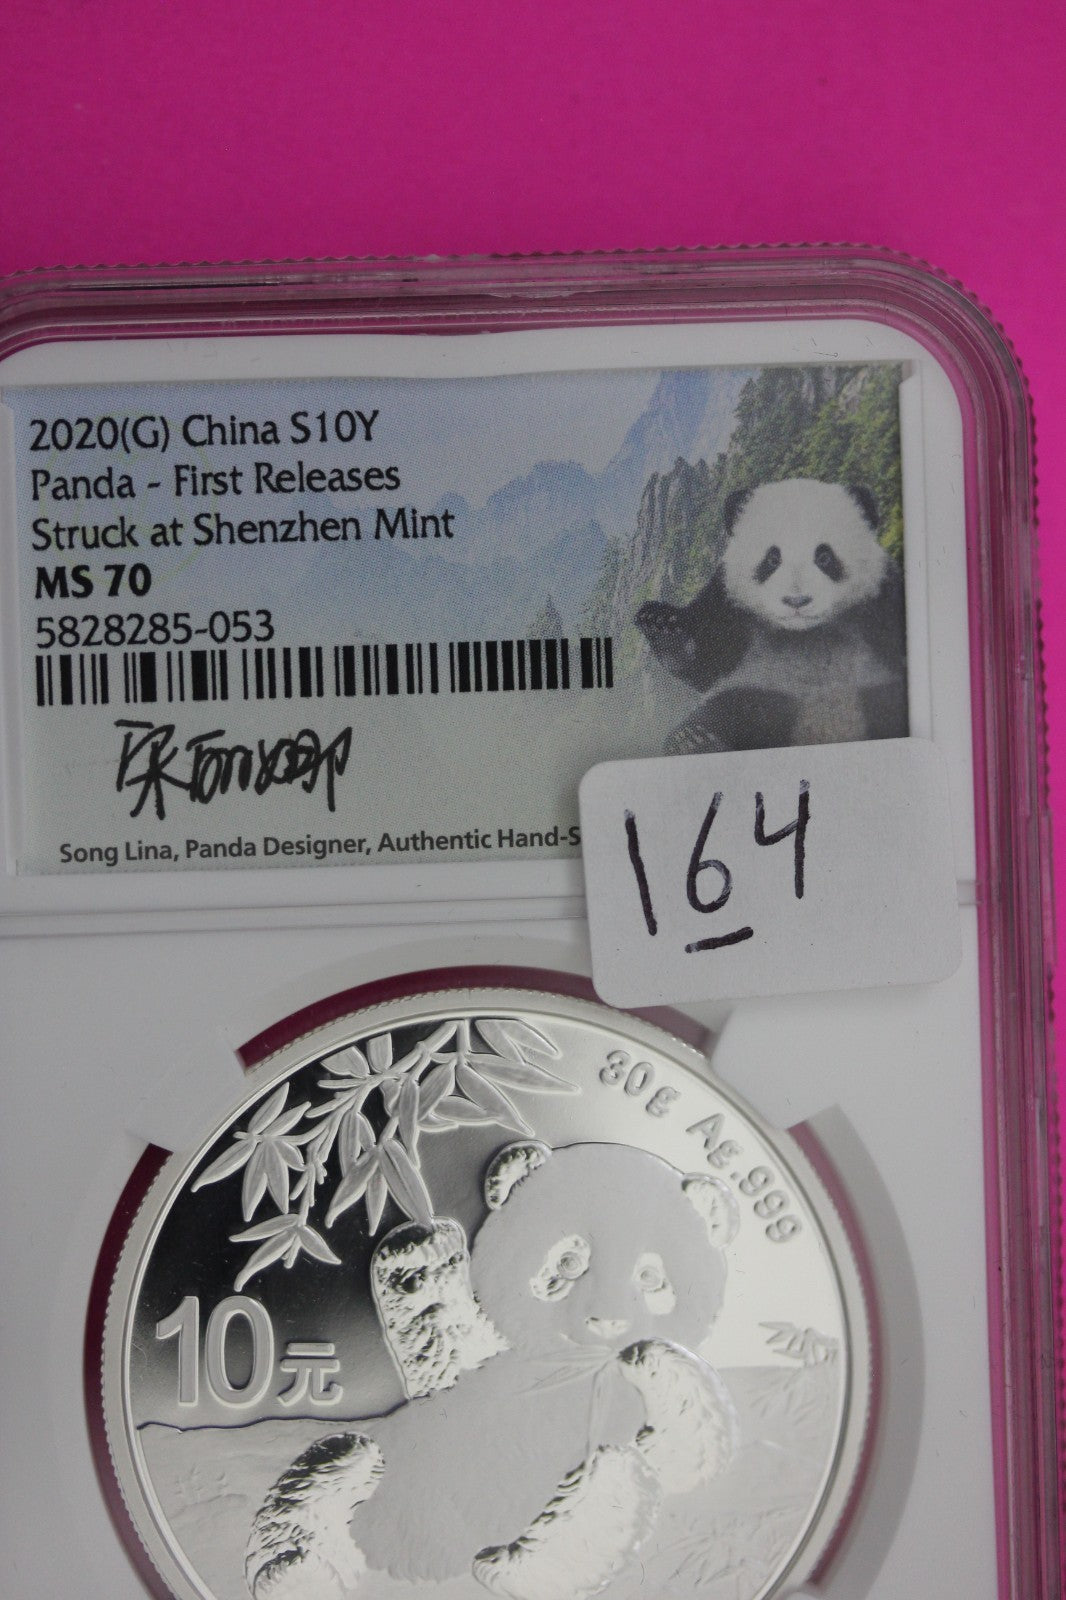 2020(G) China S10Y
Panda - First Releases
Struck at Shenzhen Mint
MS 70
5828285-053
Song Lina, Panda Designer, Authentic Hand-S
164
30g Ag.999
10元